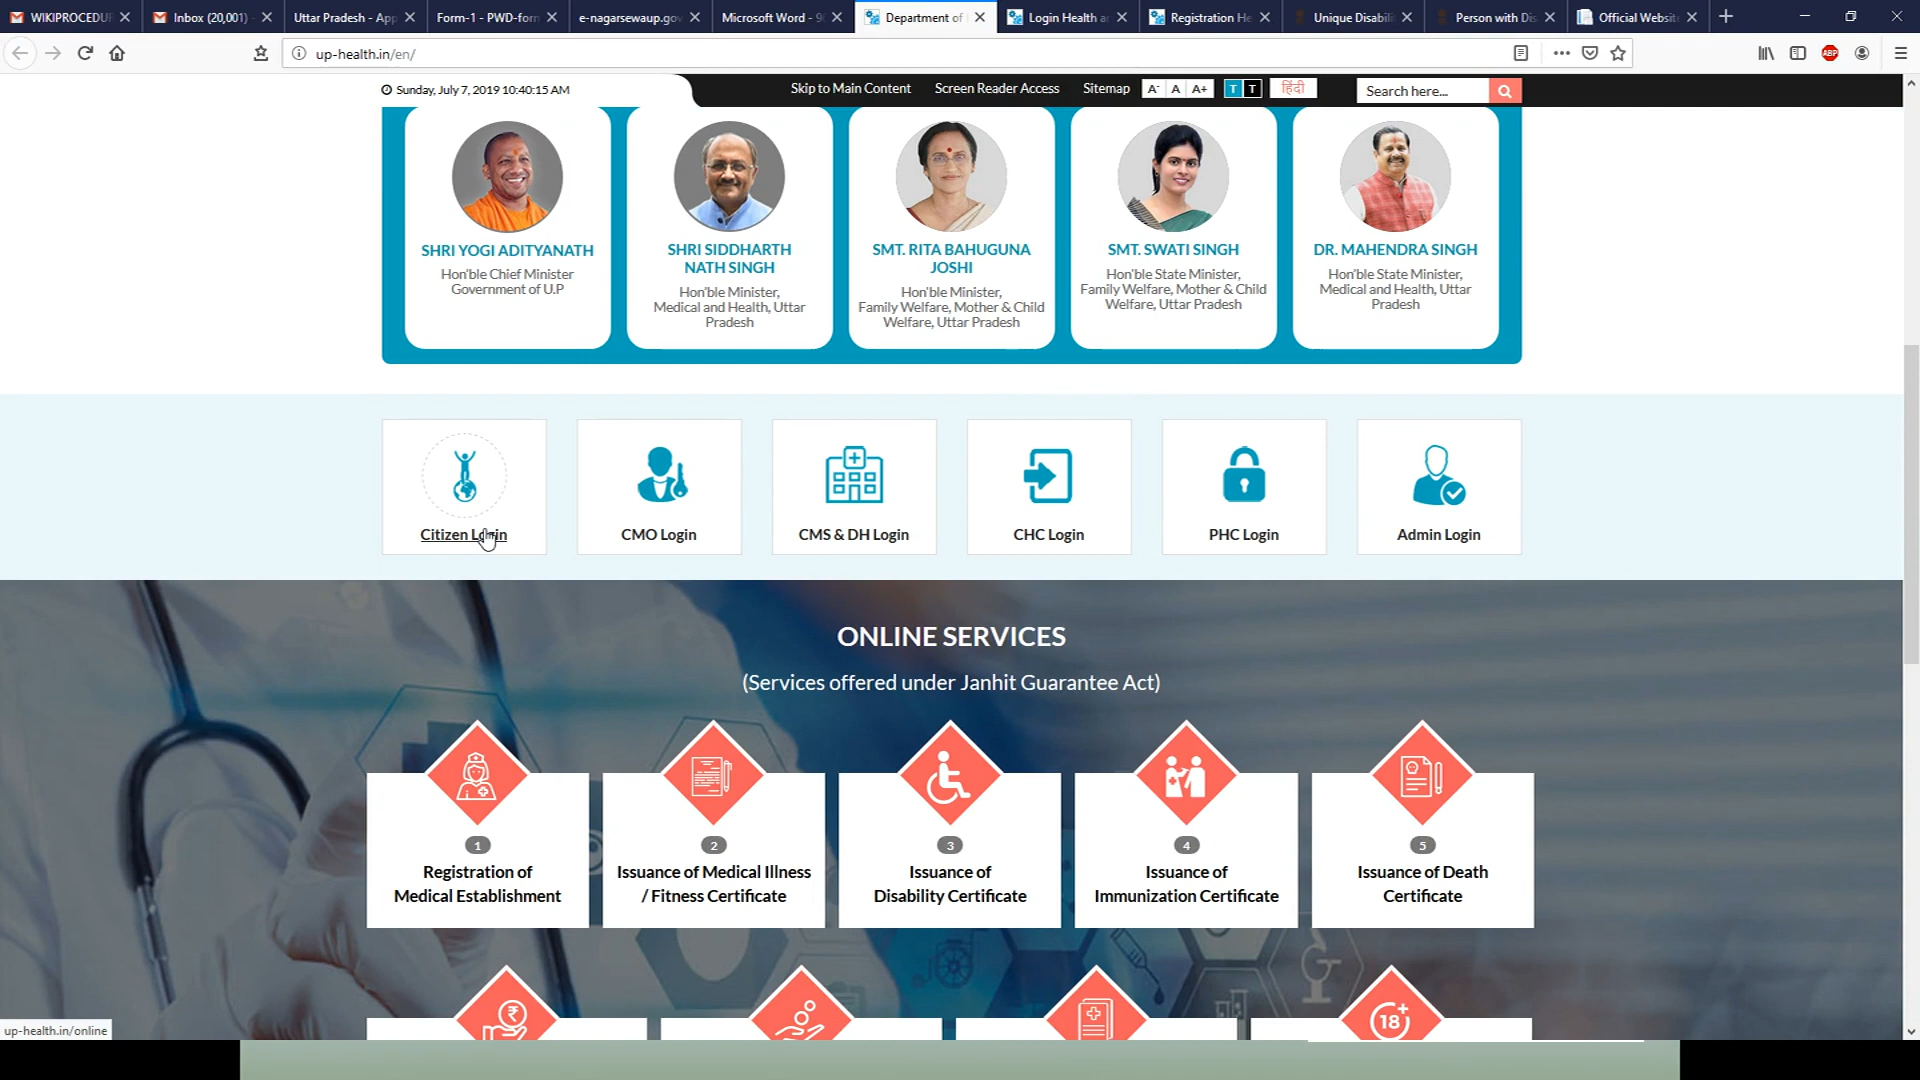 WIKIPROCEDUR
Inbox (20,001) -
Uttar Pradesh - App
Form-1 - PWD-form
e-nagarsewaup.gov
Microsoft Word - 90
Department of
Login Health a
Registration He
Unique Disabili
Person with Dis
Official Website
up-health.in/en/
ABP
Sunday, July 7, 2019 10:40:15 AM
Skip to Main Content
Screen Reader Access
Sitemap
A- A A+
T T
हिंदी
Search here...
SHRI YOGI ADITYANATH
Hon'ble Chief Minister
Government of U.P
SHRI SIDDHARTH
NATH SINGH
Hon'ble Minister,
Medical and Health, Uttar
Pradesh
SMT. RITA BAHUGUNA
JOSHI
Hon'ble Minister,
Family Welfare, Mother & Child
Welfare, Uttar Pradesh
SMT. SWATI SINGH
Hon'ble State Minister,
Family Welfare, Mother & Child
Welfare, Uttar Pradesh
DR. MAHENDRA SINGH
Hon'ble State Minister,
Medical and Health, Uttar
Pradesh
Citizen Login
CMO Login
CMS & DH Login
CHC Login
PHC Login
Admin Login
ONLINE SERVICES
(Services offered under Janhit Guarantee Act)
1
Registration of
Medical Establishment
2
Issuance of Medical Illness
/ Fitness Certificate
3
Issuance of
Disability Certificate
4
Issuance of
Immunization Certificate
5
Issuance of Death
Certificate
₹
18+
up-health.in/online